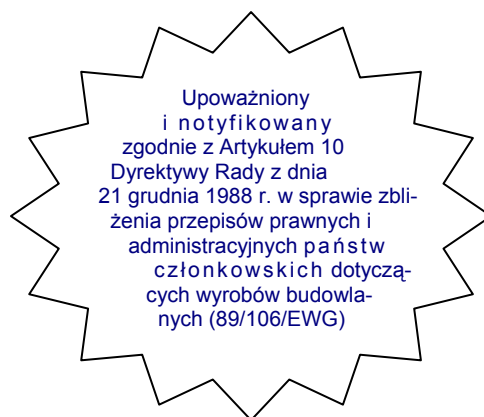 Upoważniony
i notyfikowany
zgodnie z Artykułem 10
Dyrektywy Rady z dnia
21 grudnia 1988 r. w sprawie zbli-
żenia przepisów prawnych i
administracyjnych państw
członkowskich dotyczą-
cych wyrobów budowla-
nych (89/106/EWG)